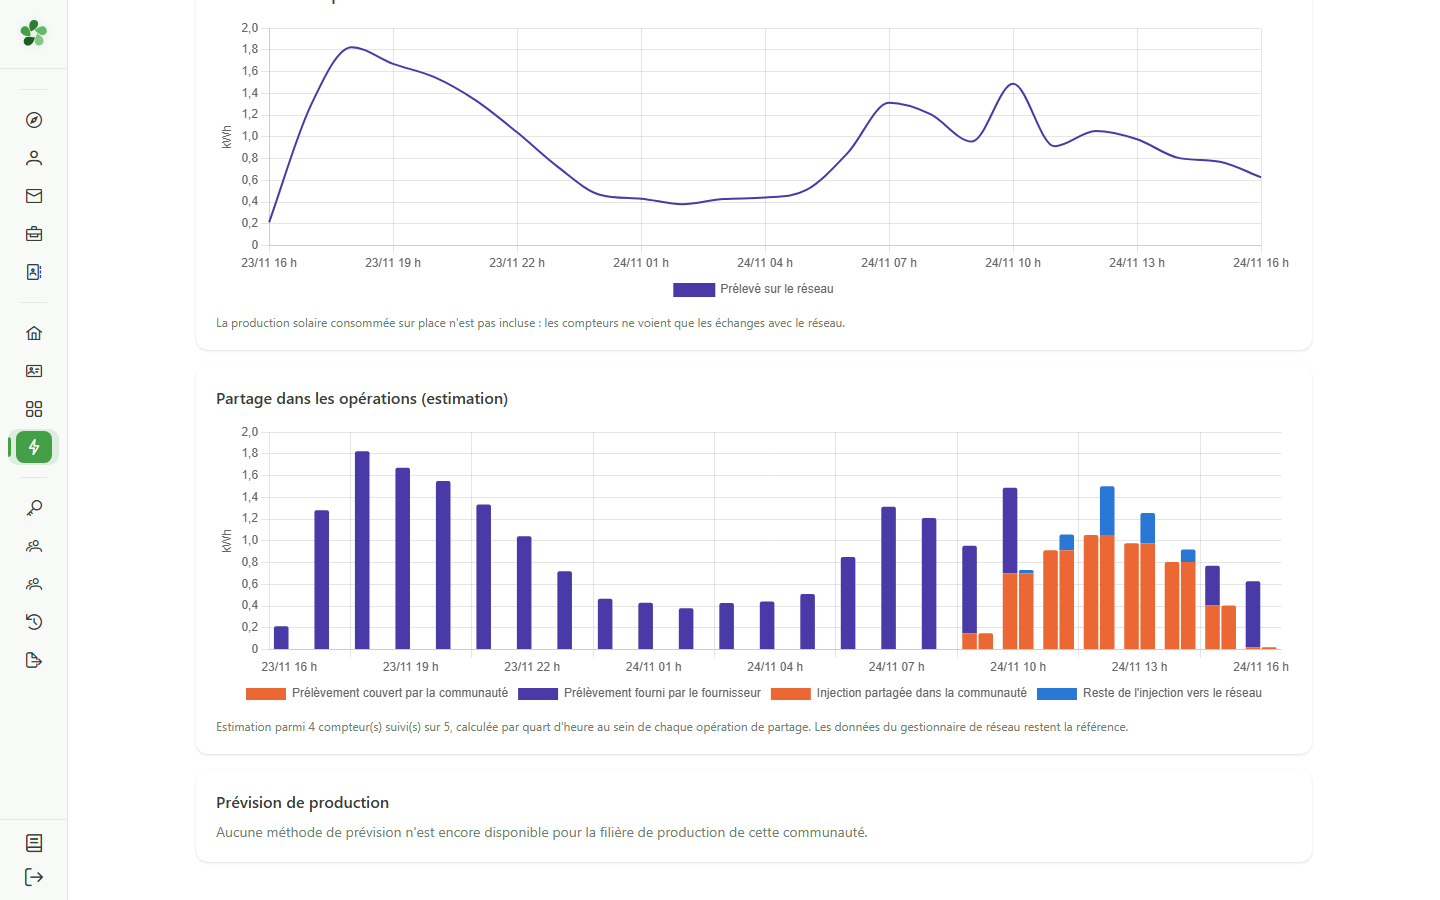 2,0
1,8
1,6
1,4
1,2
1,0
0,8
0,6
0,4
0,2
0
kWh
23/11 16 h 23/11 19 h 23/11 22 h 24/11 01 h 24/11 04 h 24/11 07 h 24/11 10 h 24/11 13 h 24/11 16 h
Prélevé sur le réseau
La production solaire consommée sur place n'est pas incluse : les compteurs ne voient que les échanges avec le réseau.
Partage dans les opérations (estimation)
2,0
1,8
1,6
1,4
1,2
1,0
0,8
0,6
0,4
0,2
0
kWh
23/11 16 h 23/11 19 h 23/11 22 h 24/11 01 h 24/11 04 h 24/11 07 h 24/11 10 h 24/11 13 h 24/11 16 h
Prélèvement couvert par la communauté Prélèvement fourni par le fournisseur Injection partagée dans la communauté Reste de l'injection vers le réseau
Estimation parmi 4 compteur(s) suivi(s) sur 5, calculée par quart d'heure au sein de chaque opération de partage. Les données du gestionnaire de réseau restent la référence.
Prévision de production
Aucune méthode de prévision n'est encore disponible pour la filière de production de cette communauté.